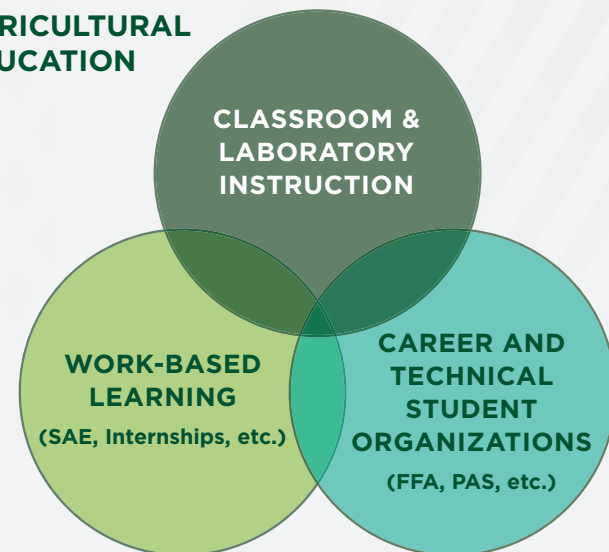 RICULTURAL
UCATION
CLASSROOM &
LABORATORY
INSTRUCTION
WORK-BASED
LEARNING
(SAE, Internships, etc.)
CAREER AND
TECHNICAL
STUDENT
ORGANIZATIONS
(FFA, PAS, etc.)